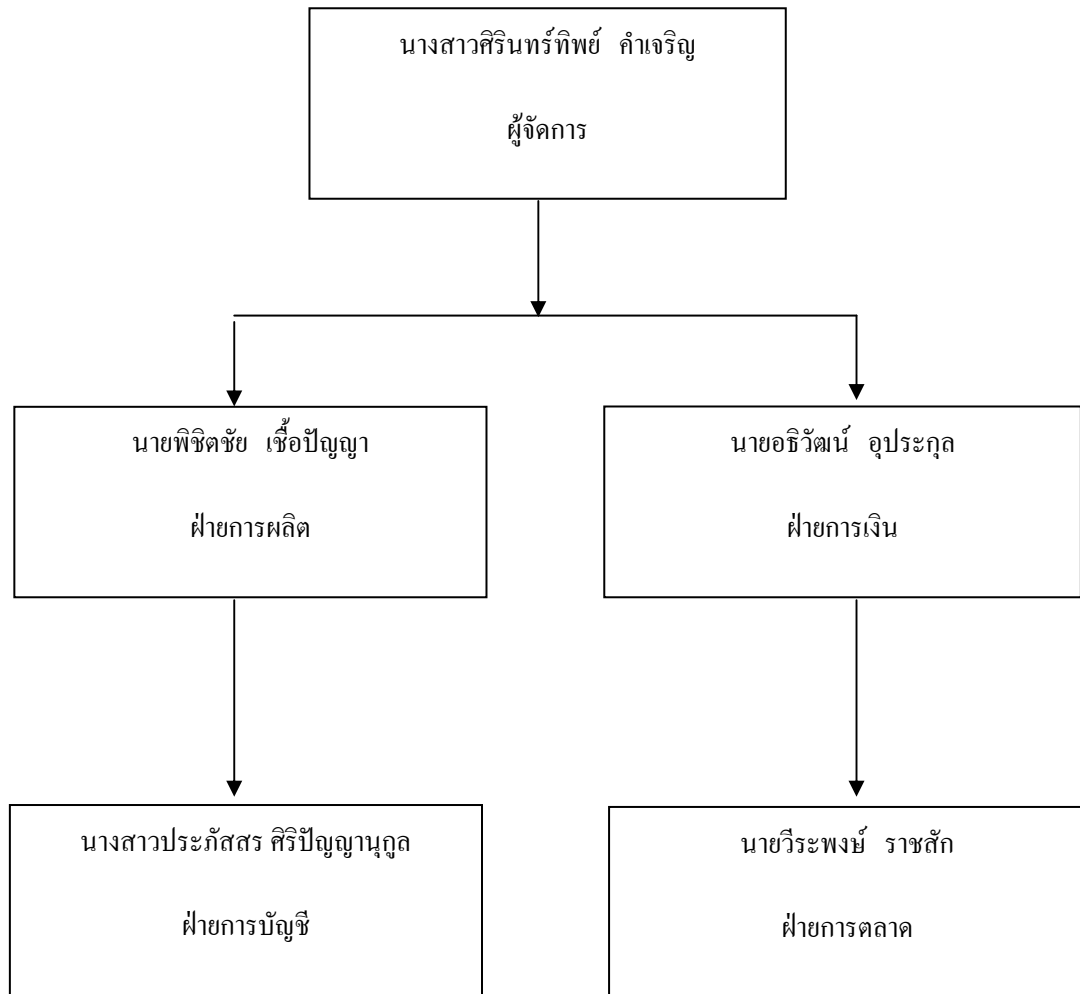 นางสาวศิรินทร์ทิพย์ คำเจริญ
ผู้จัดการ
นายพิชิตชัย เชื้อปัญญา
ฝ่ายการผลิต
นายอธิวัฒน์ อุประกุล
ฝ่ายการเงิน
นางสาวประภัสสร ศิริปัญญานุกูล
ฝ่ายการบัญชี
นายวีระพงษ์ ราชสัก
ฝ่ายการตลาด